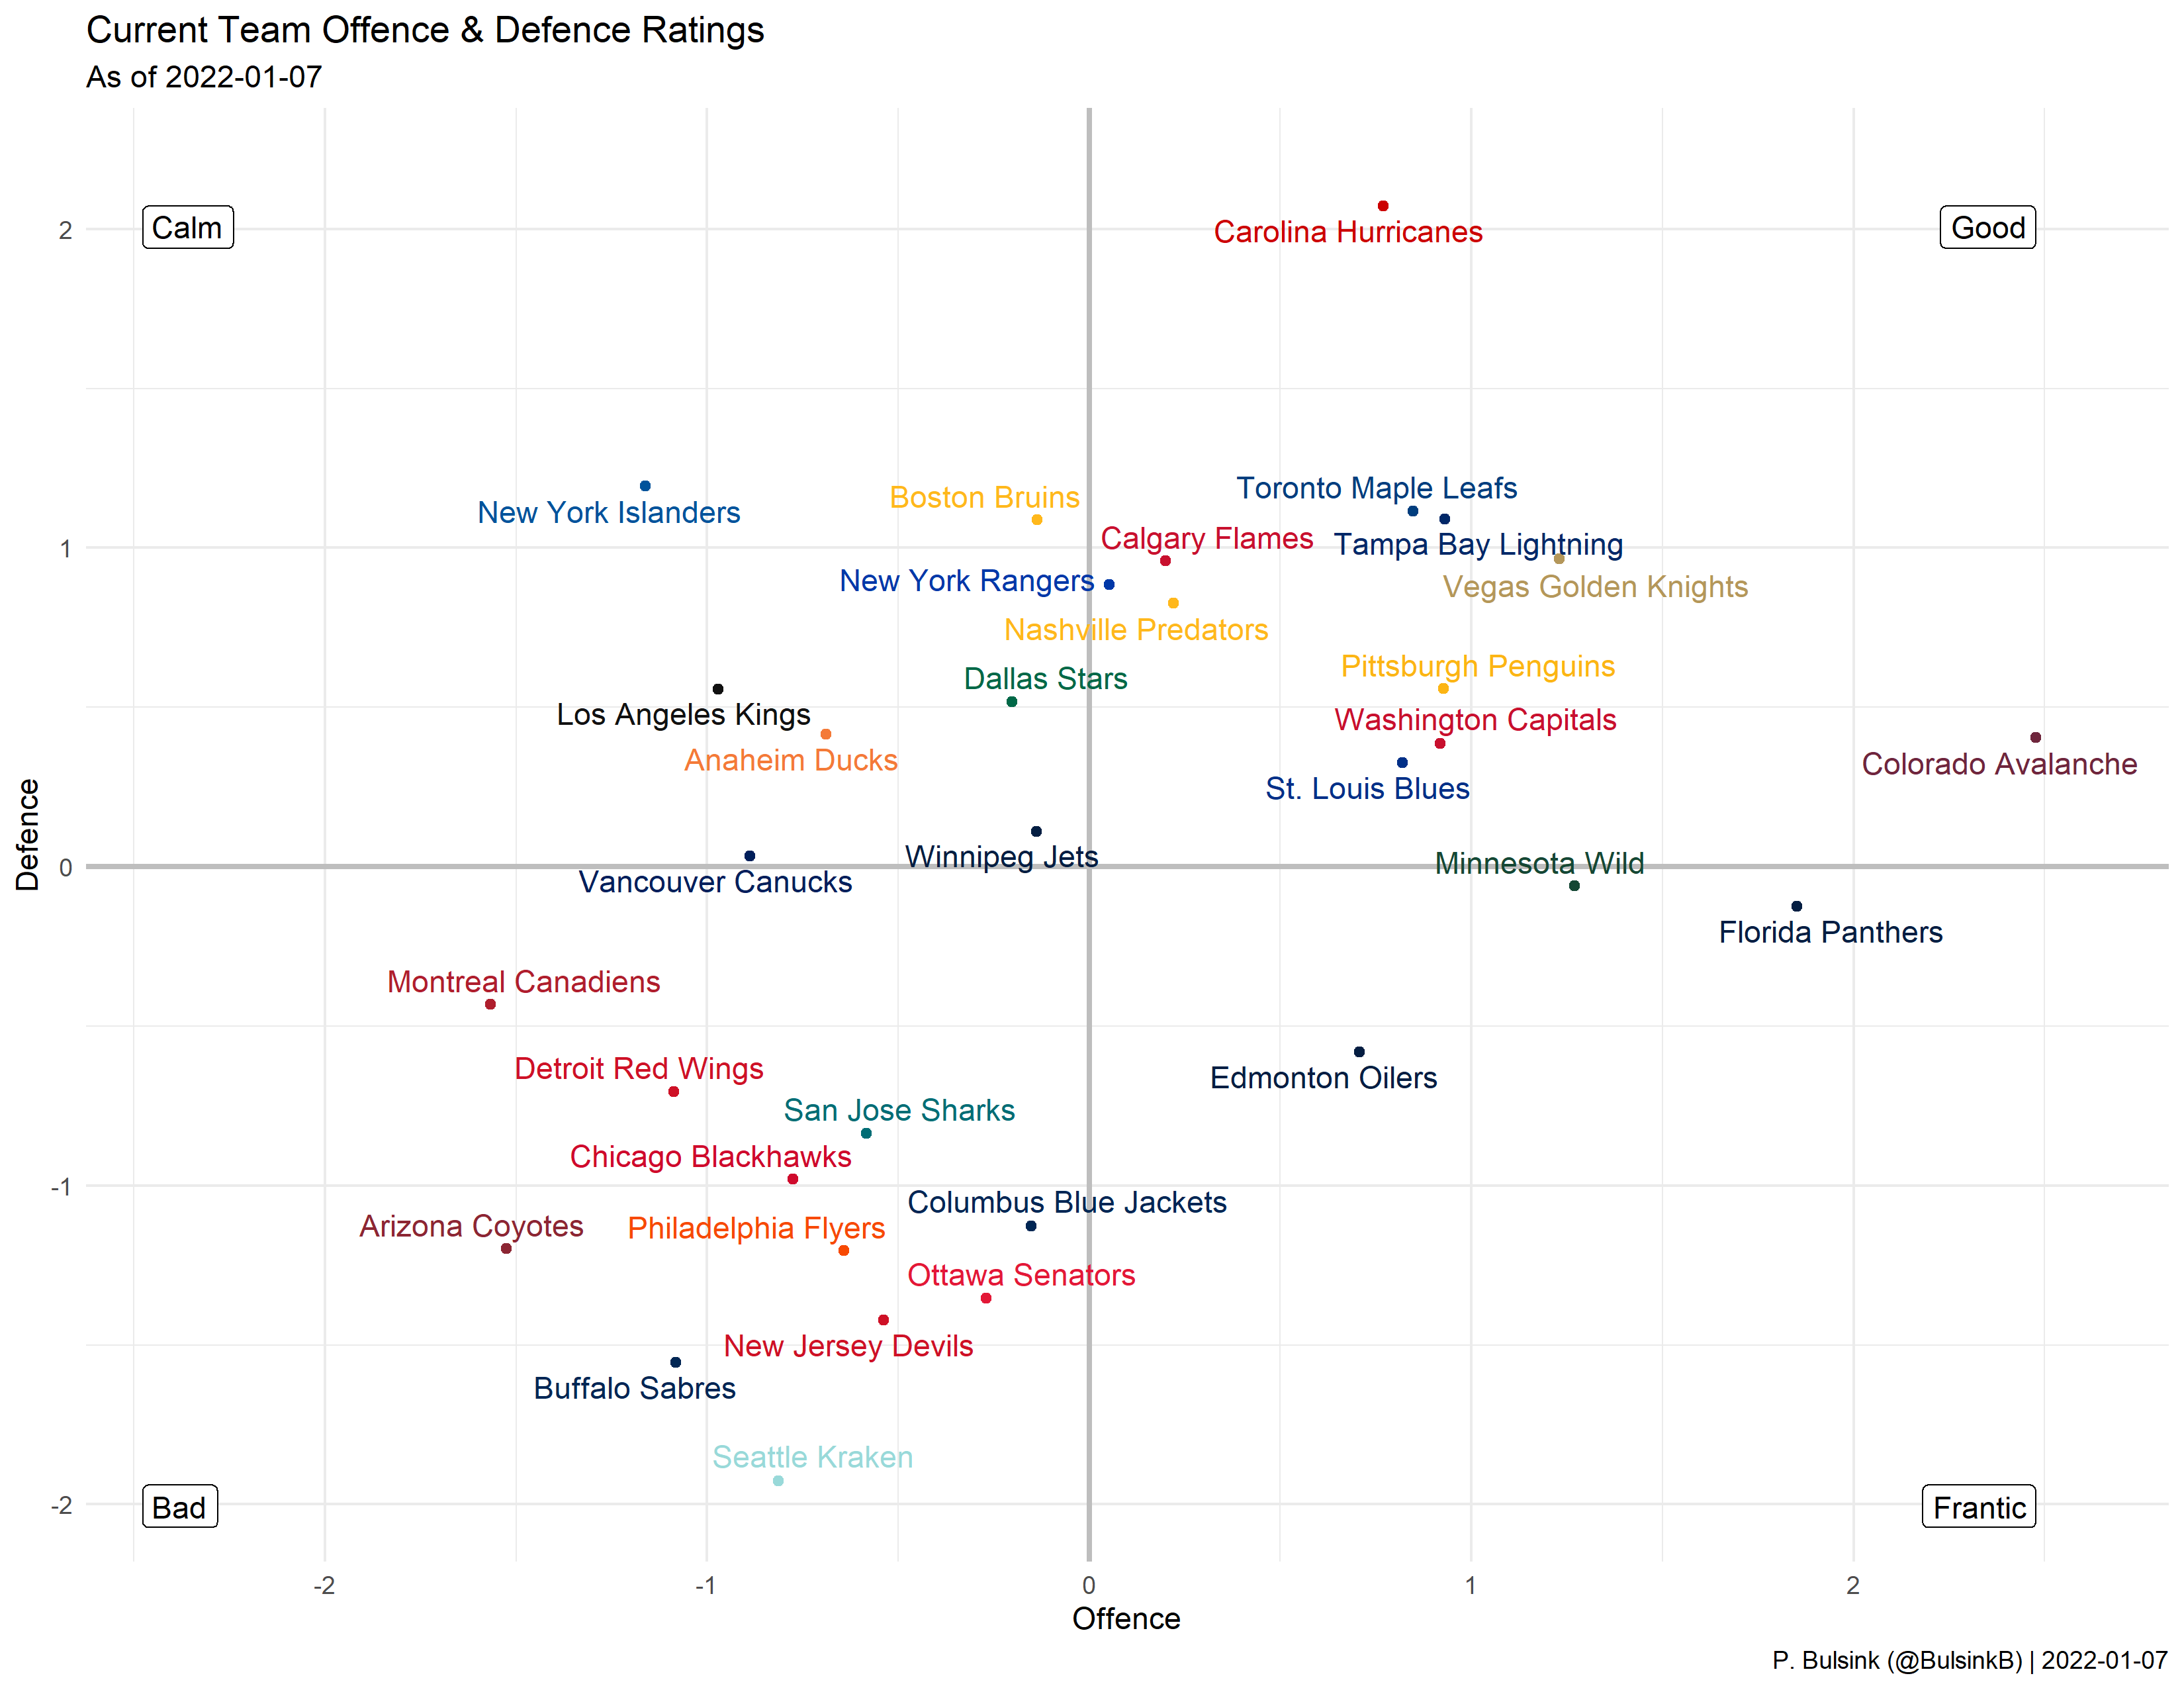 Current Team Offence & Defence Ratings
As of 2022-01-07
Calm
Good
Carolina Hurricanes
Toronto Maple Leafs
Boston Bruins
New York Islanders
Calgary Flames
Tampa Bay Lightning
New York Rangers
Vegas Golden Knights
Nashville Predators
Pittsburgh Penguins
Dallas Stars
Los Angeles Kings
Washington Capitals
Anaheim Ducks
Colorado Avalanche
St. Louis Blues
Winnipeg Jets
Minnesota Wild
Vancouver Canucks
Florida Panthers
Montreal Canadiens
Detroit Red Wings
Edmonton Oilers
San Jose Sharks
Chicago Blackhawks
Columbus Blue Jackets
Arizona Coyotes
Philadelphia Flyers
Ottawa Senators
New Jersey Devils
Buffalo Sabres
Seattle Kraken
Bad
Frantic
2
1
0
-1
-2
Defence
-2
-1
0
1
2
Offence
P. Bulsink (@BulsinkB) | 2022-01-07